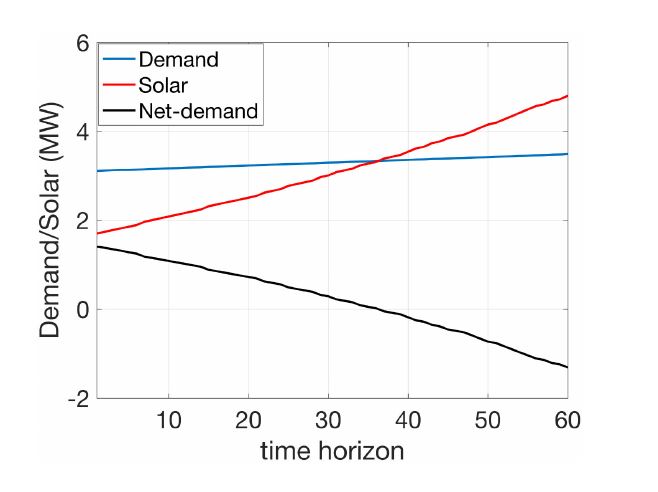 6
4
2
0
-2
Demand/Solar (MW)
Demand
Solar
Net-demand
10 20 30 40 50 60
time horizon